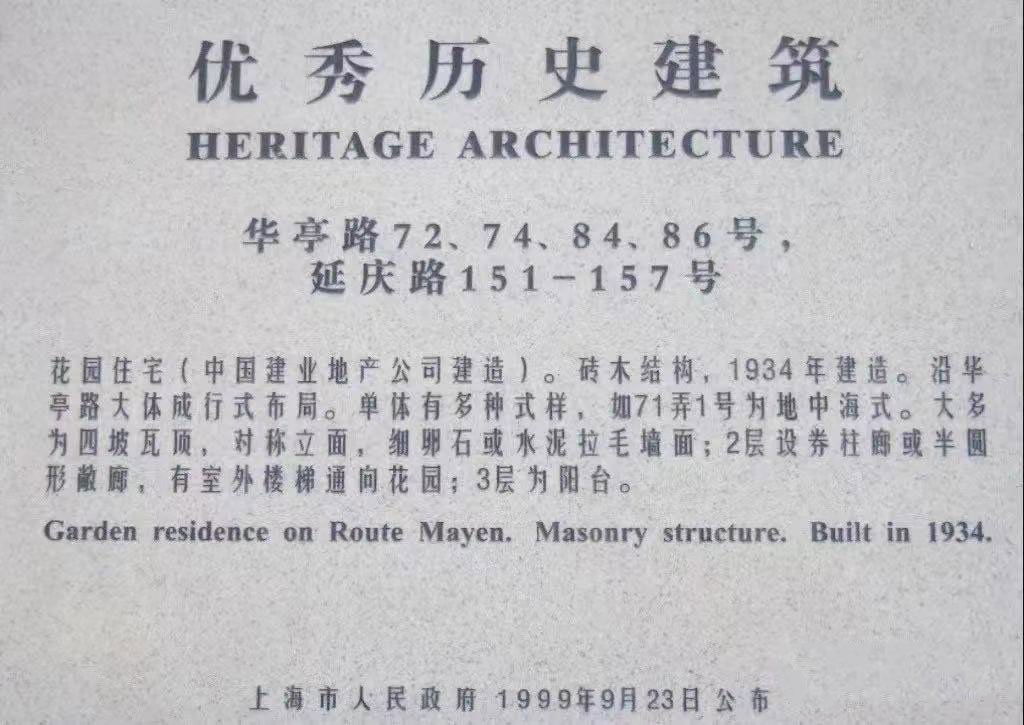 优秀历史建筑
HERITAGE ARCHITECTURE
华亭路72、74、84、86号，
延庆路151-157号
花园住宅(中国建业地产公司建造)。砖木结构，1934年建造。沿华
亭路大体成行式布局。单体有多种式样，如71弄1号为地中海式。大多
为四坡瓦顶，对称立面，细卵石或水泥拉毛墙面；2层设券柱廊或半圆
形敞廊，有室外楼梯通向花园；3层为阳台。
Garden residence on Route Mayen. Masonry structure. Built in 1934.
上海市人民政府 1999年9月23日公布